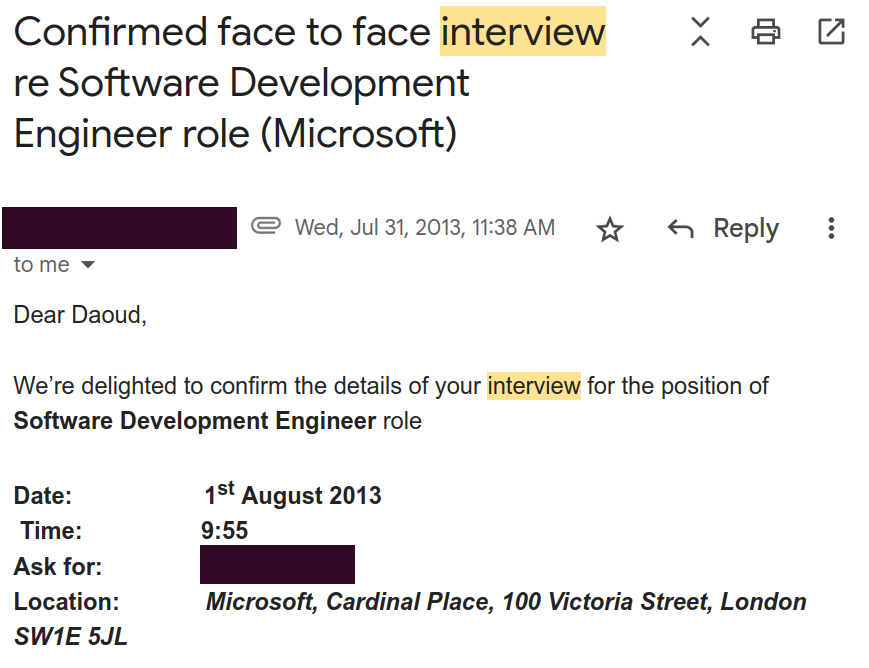 Confirmed face to face interview
re Software Development
Engineer role (Microsoft)
Wed, Jul 31, 2013, 11:38 AM
Reply
to me
Dear Daoud,
We’re delighted to confirm the details of your interview for the position of
Software Development Engineer role
Date: 1st August 2013
Time: 9:55
Ask for:
Location: Microsoft, Cardinal Place, 100 Victoria Street, London
SW1E 5JL